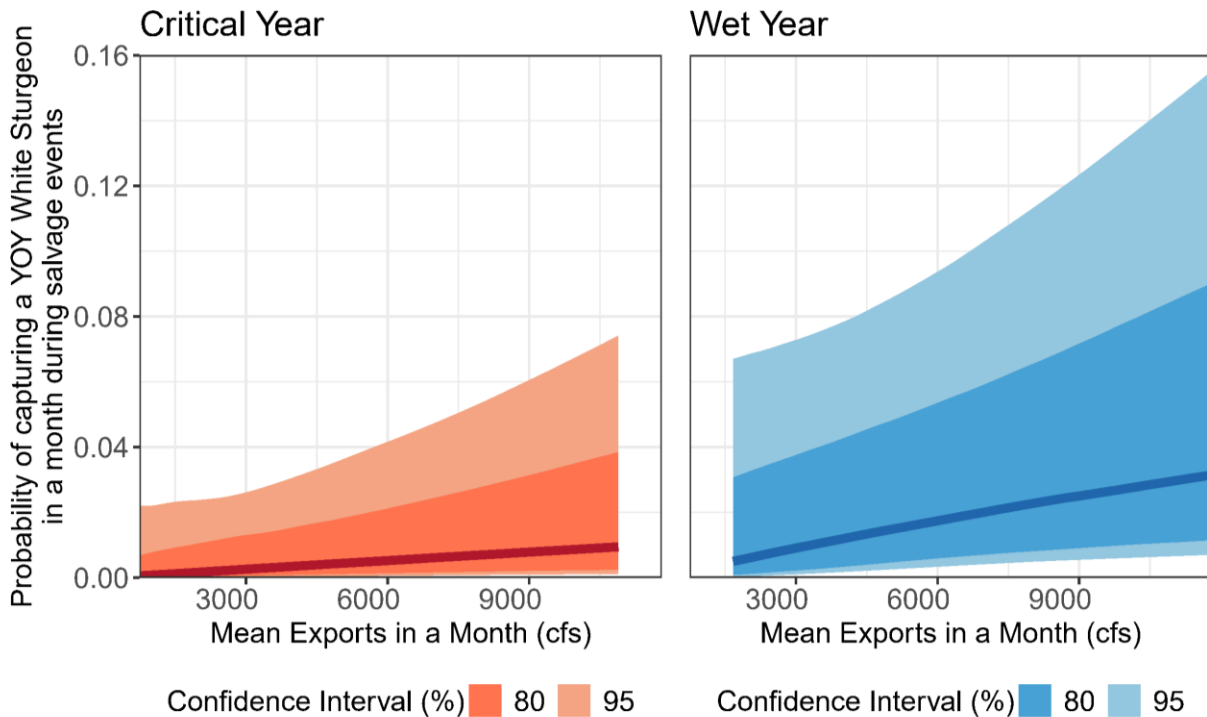 Critical Year
Wet Year
Probability of capturing a YOY White Sturgeon
in a month during salvage events
0.16
0.12
0.08
0.04
0.00
3000 6000 9000
3000 6000 9000
Mean Exports in a Month (cfs)
Mean Exports in a Month (cfs)
Confidence Interval (%) 80 95
Confidence Interval (%) 80 95